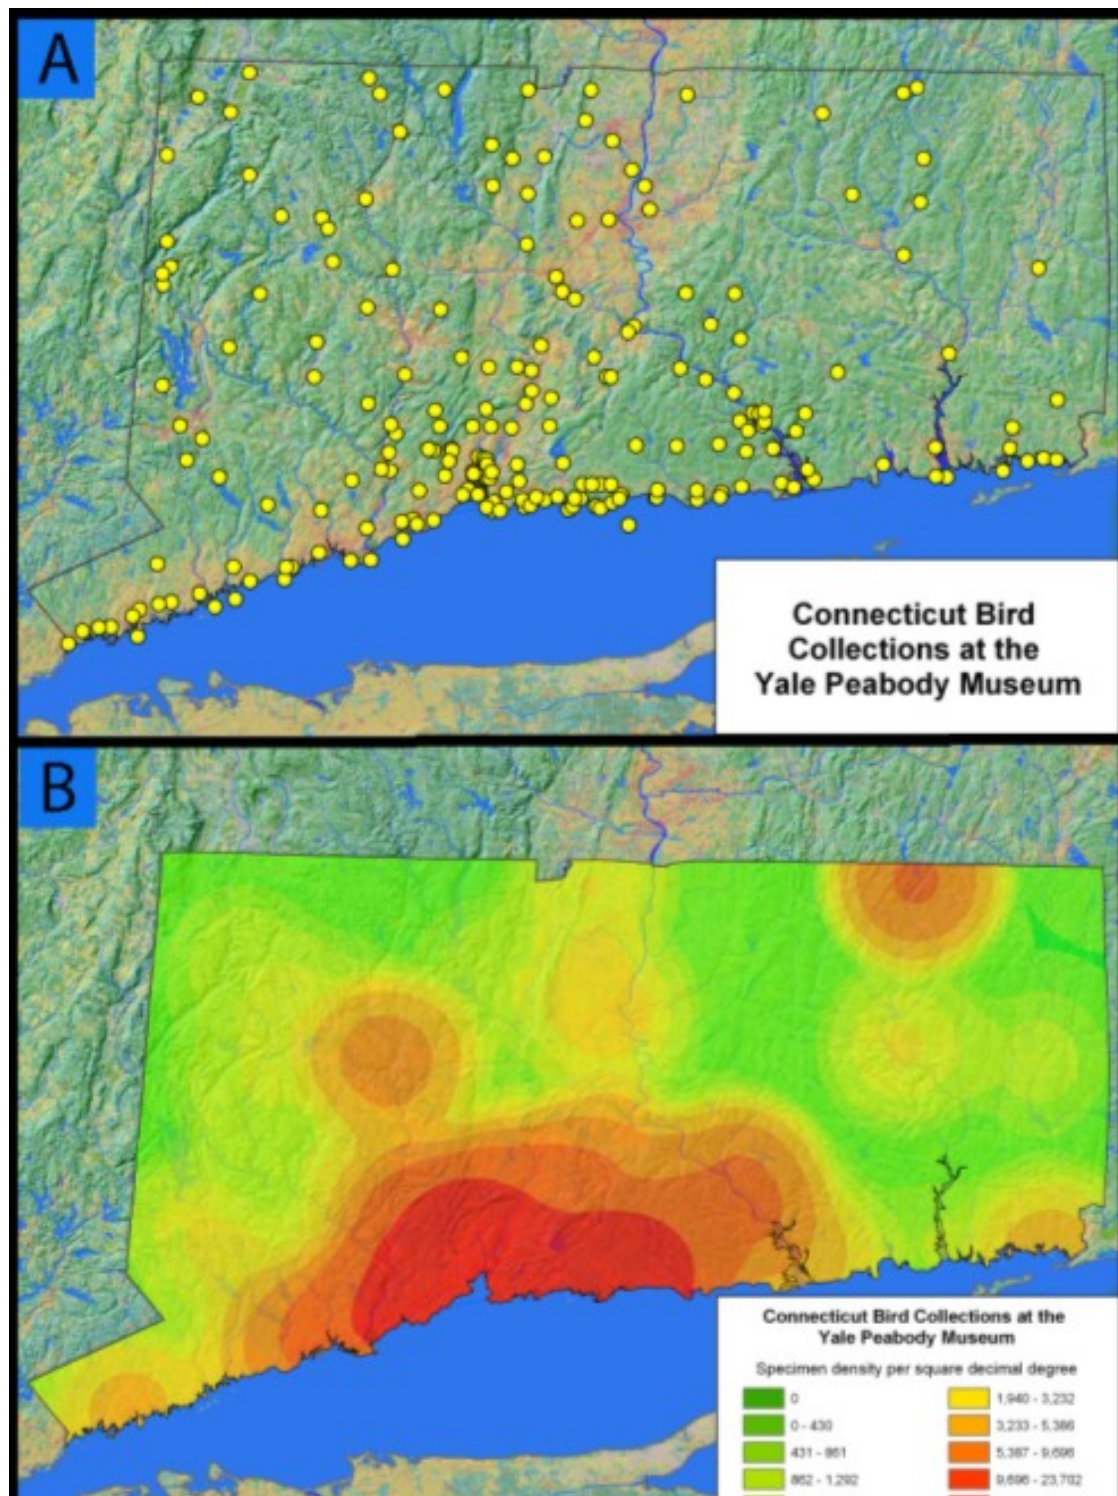 A
Connecticut Bird
Collections at the
Yale Peabody Museum
B
Connecticut Bird Collections at the
Yale Peabody Museum
Specimen density per square decimal degree
0
1,940 - 3,232
0 - 430
3,233 - 5,386
431 - 861
5,387 - 9,696
862 - 1,292
9,696 - 23,702